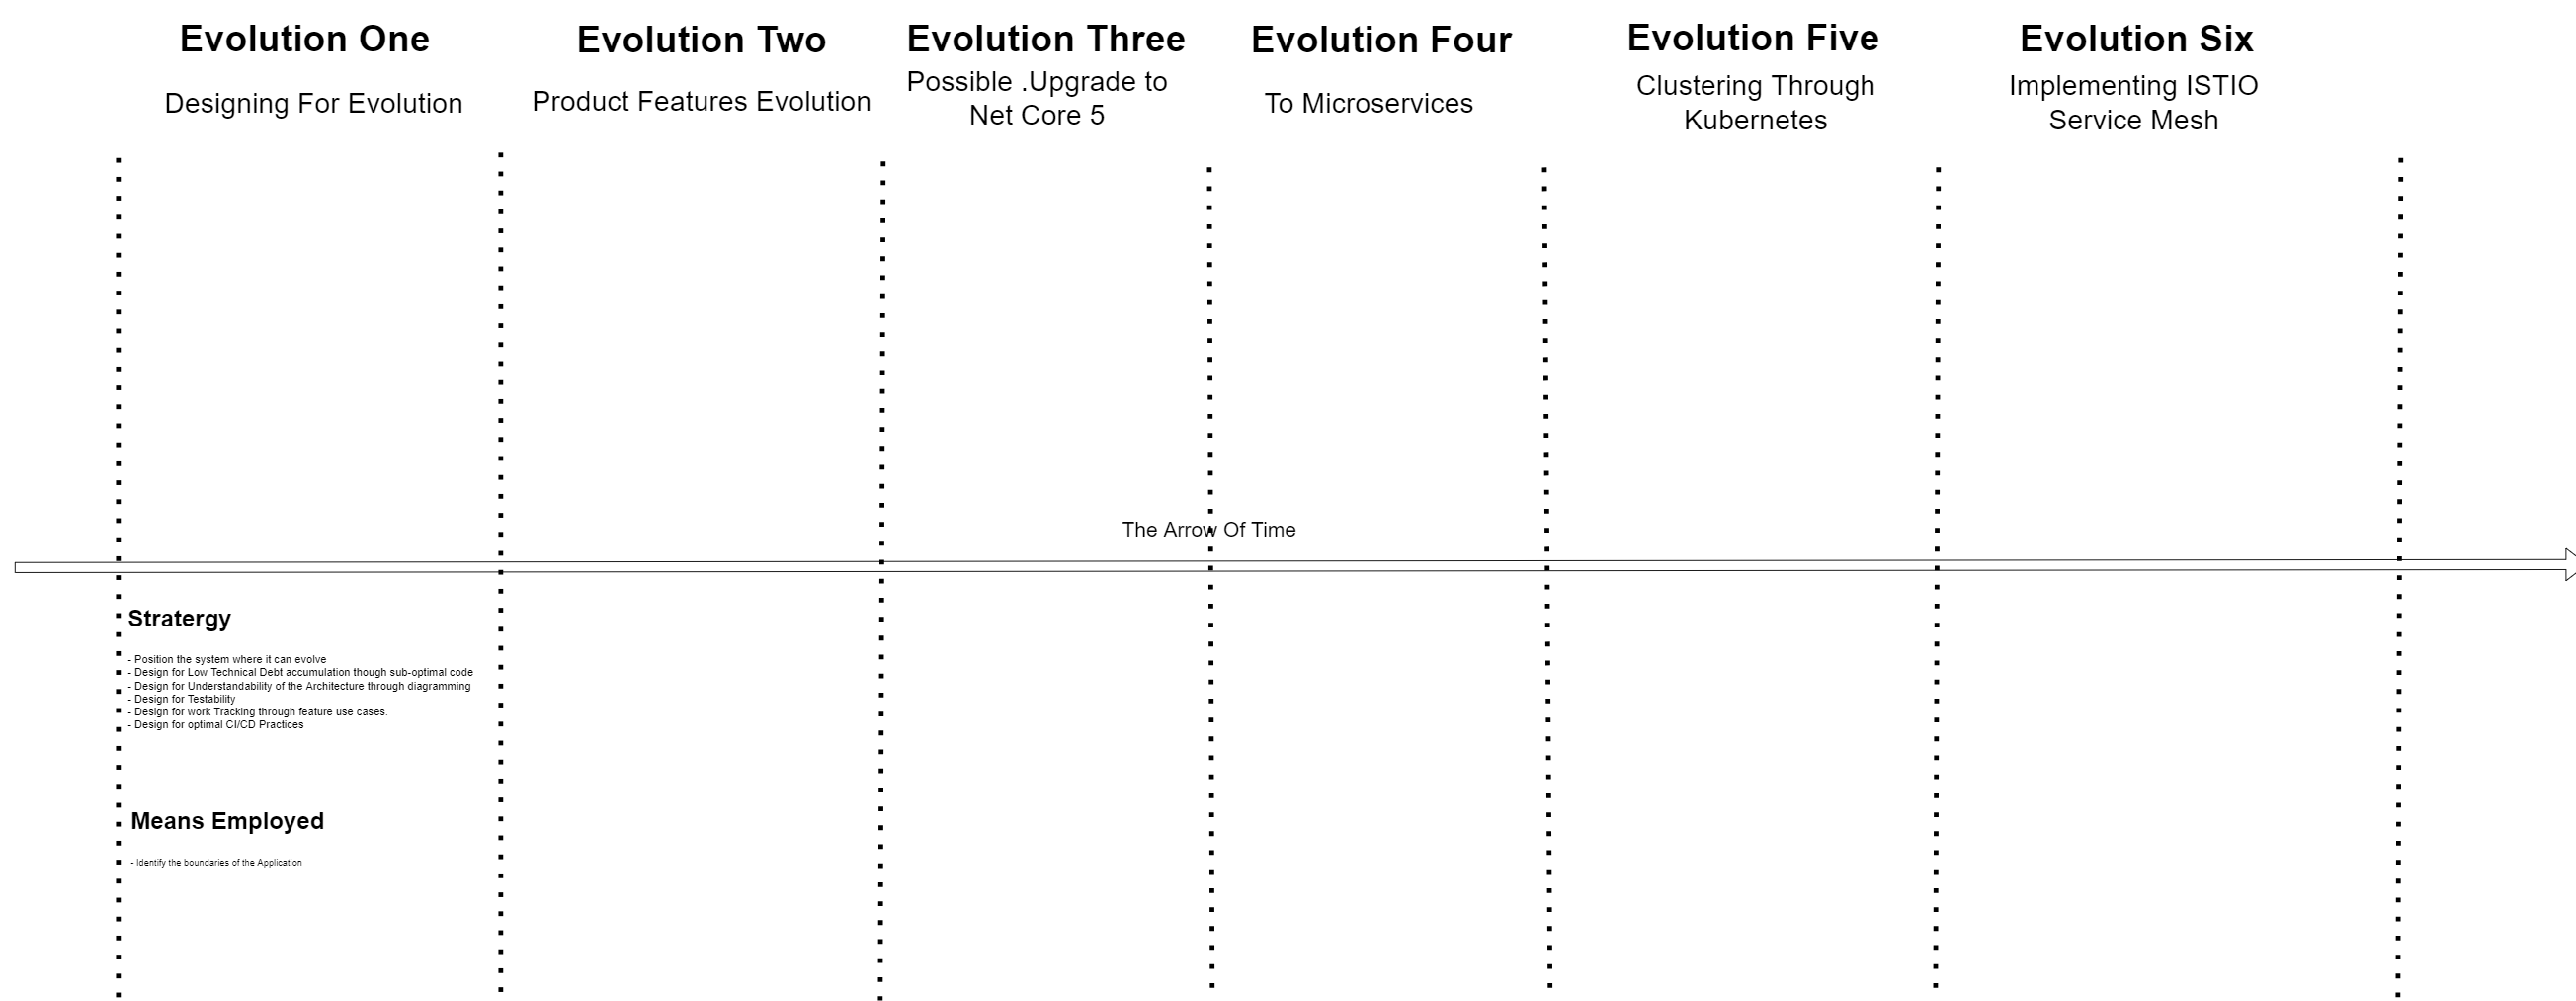 Evolution One
Designing For Evolution
Evolution Two
Product Features Evolution
Evolution Three
Possible .Upgrade to
Net Core 5
Evolution Four
To Microservices
Evolution Five
Clustering Through
Kubernetes
Evolution Six
Implementing ISTIO
Service Mesh
The Arrow Of Time
Stratergy
- Position the system where it can evolve
- Design for Low Technical Debt accumulation though sub-optimal code
- Design for Understandability of the Architecture through diagramming
- Design for Testability
- Design for work Tracking through feature use cases.
- Design for optimal CI/CD Practices
Means Employed
- Identify the boundaries of the Application